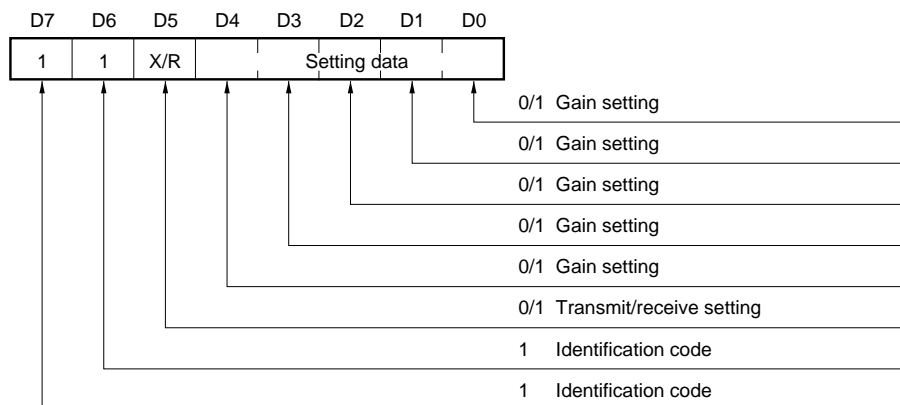 D7 D6 D5 D4 D3 D2 D1 D0
1 1 X/R Setting data
0/1 Gain setting
0/1 Gain setting
0/1 Gain setting
0/1 Gain setting
0/1 Gain setting
0/1 Transmit/receive setting
1 Identification code
1 Identification code